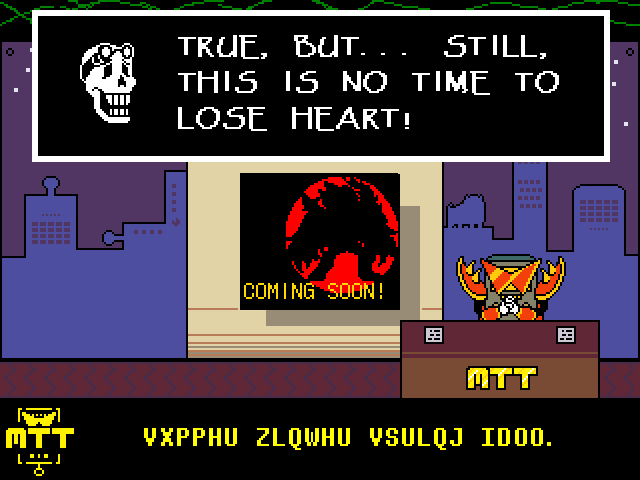 TRUE, BUT... STILL,
THIS IS NO TIME TO
LOSE HEART!
COMING SOON!
MTT
MTT
VXPPHU ZLQWHU VSULQJ IDOO.